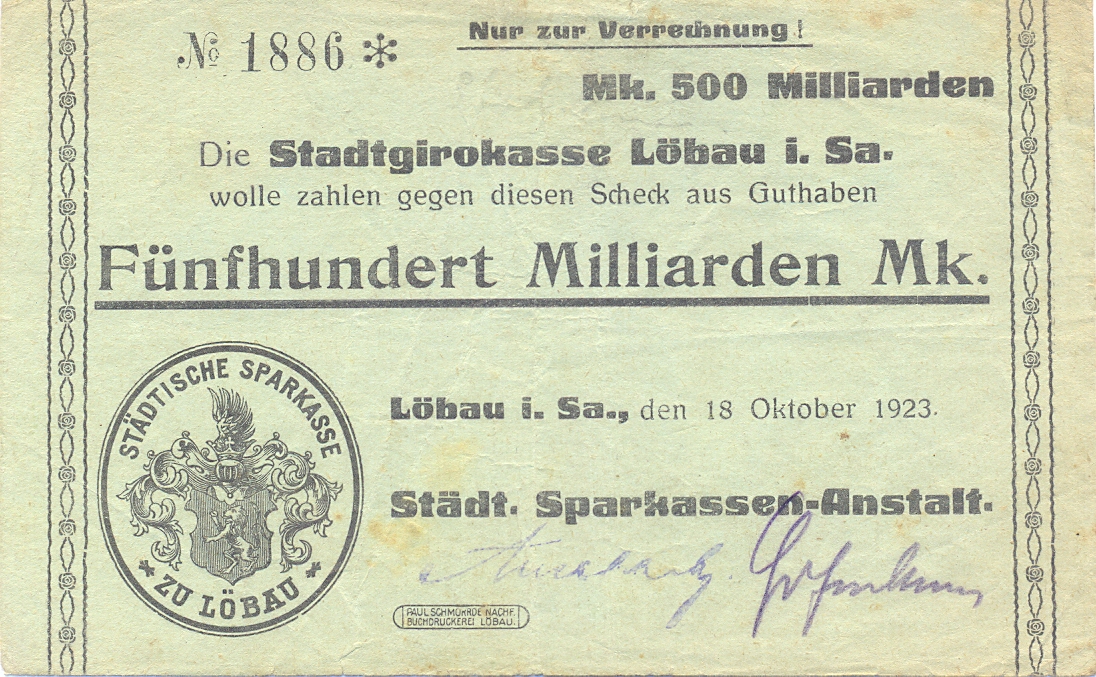 Nur zur Verrechnung!
№ 1886 *
Mk. 500 Milliarden
Die Stadtgirokasse Löbau i. Sa.
wolle zahlen gegen diesen Scheck aus Guthaben
Fünfhundert Milliarden Mk.
STÄDTISCHE SPARKASSE
* ZU LÖBAU *
Löbau i. Sa., den 18 Oktober 1923.
Städt. Sparkassen-Anstalt.
PAUL SCHMORRDE NACHF.
BUCHDRUCKEREI LÖBAU.